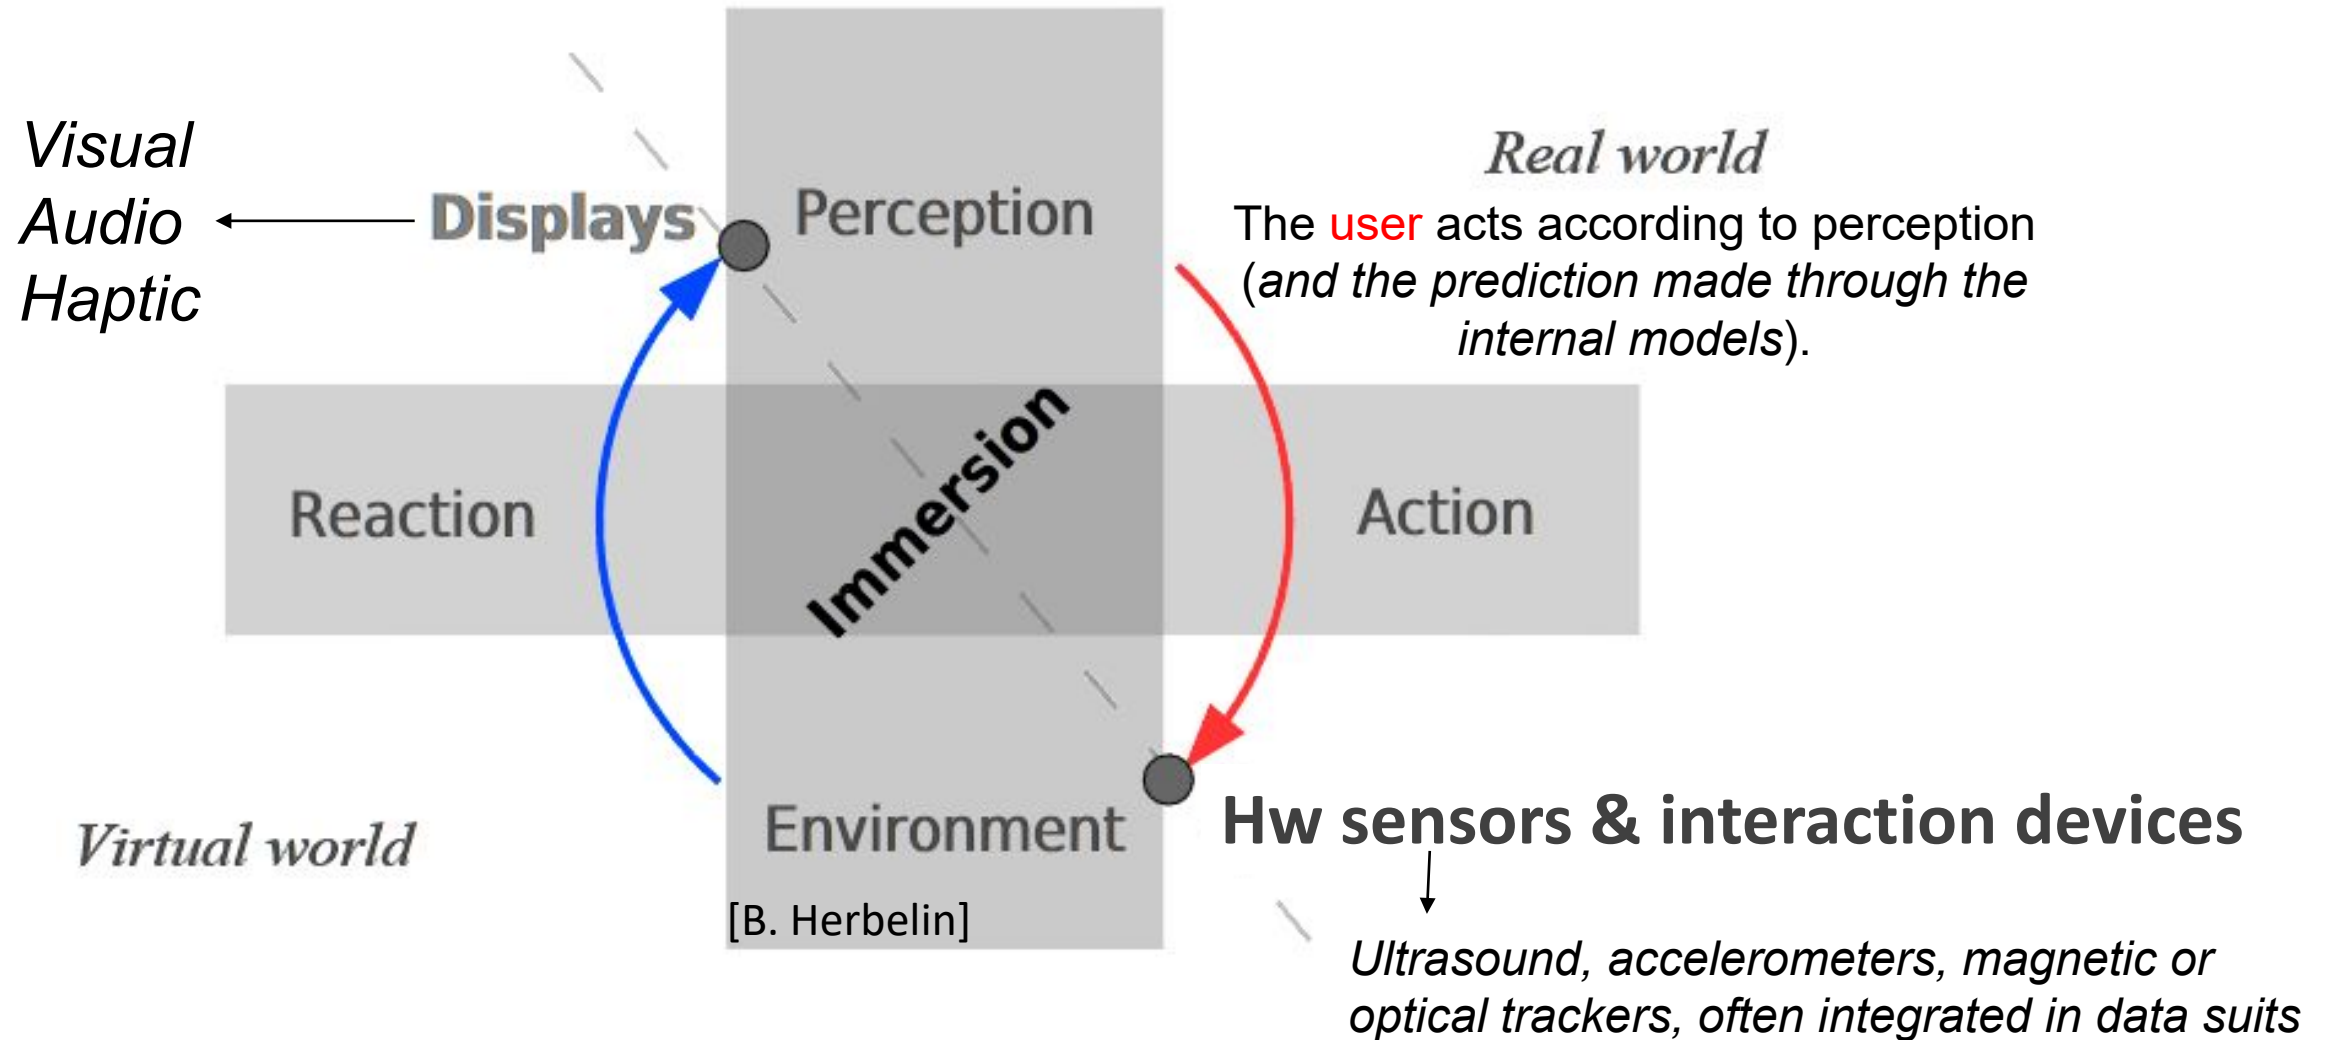 Visual
Audio
Haptic
Displays
Perception
Real world
The user acts according to perception
(and the prediction made through the
internal models).
Immersion
Reaction
Action
Virtual world
Environment
[B. Herbelin]
Hw sensors & interaction devices
Ultrasound, accelerometers, magnetic or
optical trackers, often integrated in data suits